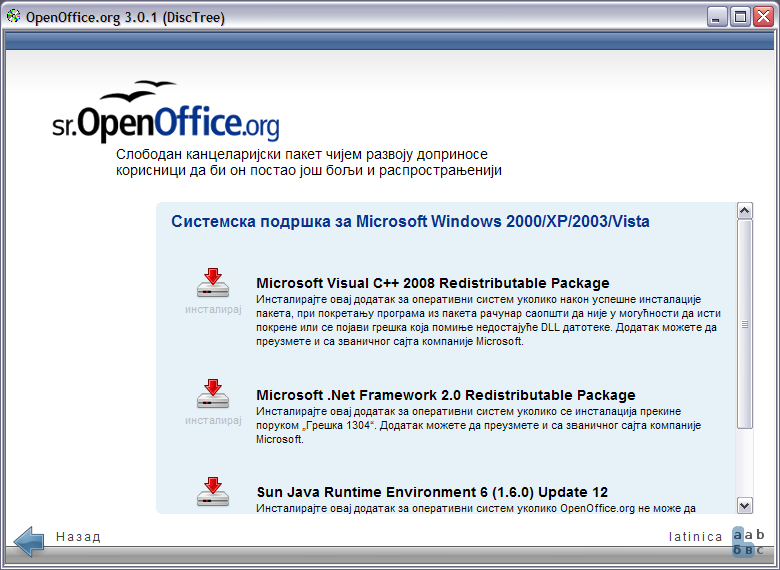 OpenOffice.org 3.0.1 (DiscTree)
sr.OpenOffice.org
Слободан канцеларијски пакет чијем развоју доприносе
корисници да би он постао још бољи и распрострањенији
Системска подршка за Microsoft Windows 2000/XP/2003/Vista
Microsoft Visual C++ 2008 Redistributable Package
инсталирај
Инсталирајте овај додатак за оперативни систем уколико након успешне инсталације
пакета, при покретању програма из пакета рачунар саопшти да није у могућности да исти
покрене или се појави грешка која помиње недостајуће DLL датотеке. Додатак можете да
преузмете и са званичног сајта компаније Microsoft.
Microsoft .Net Framework 2.0 Redistributable Package
инсталирај
Инсталирајте овај додатак за оперативни систем уколико се инсталација прекине
поруком „Грешка 1304“. Додатак можете да преузмете и са званичног сајта компаније
Microsoft.
Sun Java Runtime Environment 6 (1.6.0) Update 12
Инсталирајте овај додатак за оперативни систем уколико OpenOffice.org не може да
Назад
latinica
aab
бвс